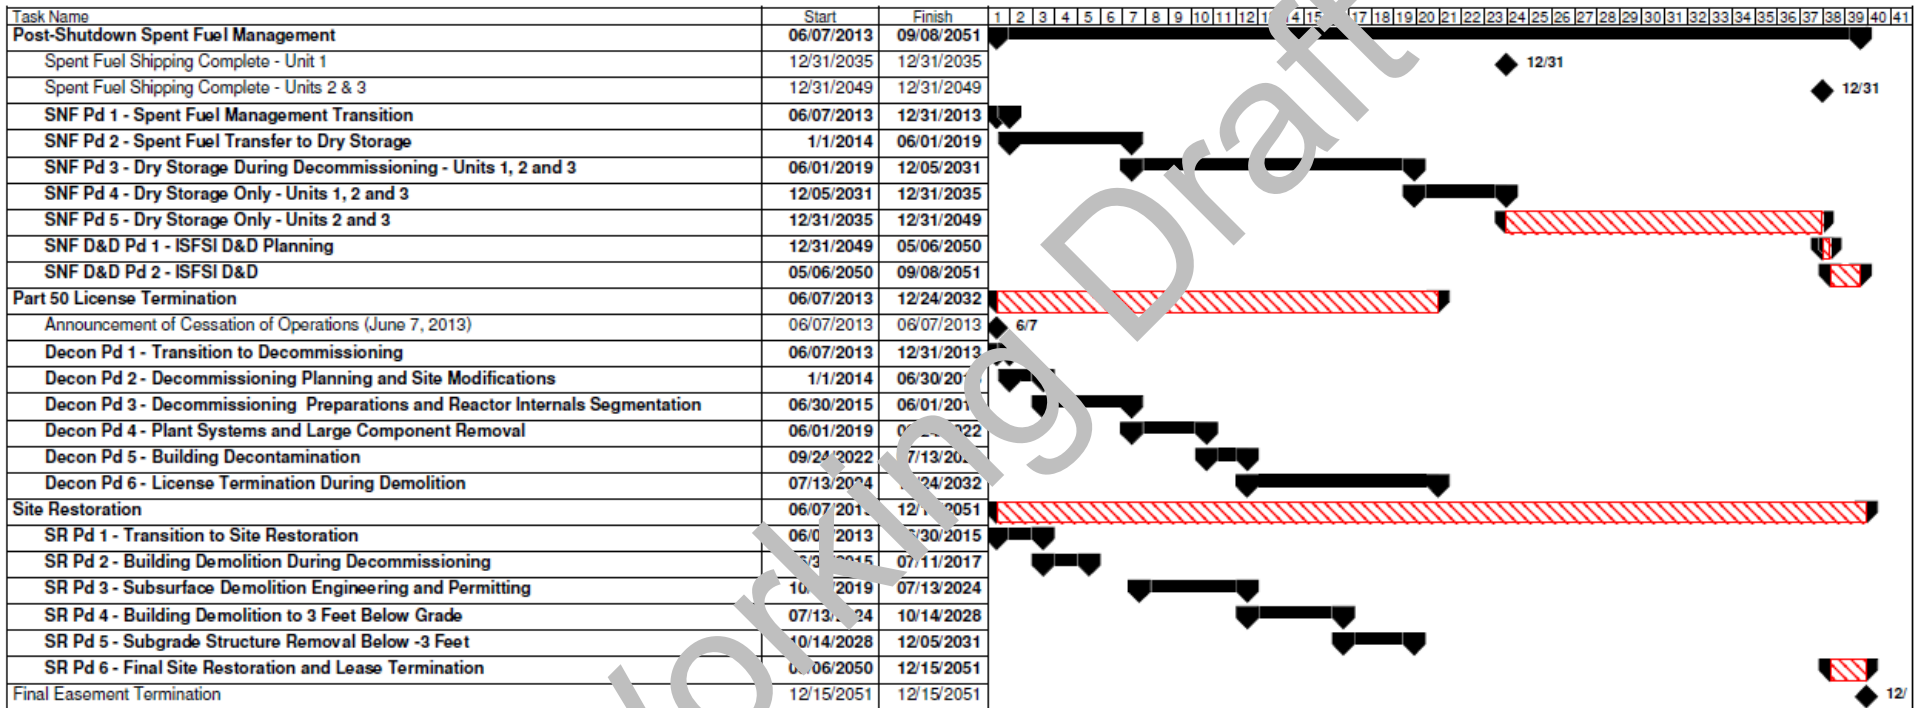 Task Name Start Finish 1 2 3 4 5 6 7 8 9 10 11 12 13 14 15 17 18 19 20 21 22 23 24 25 26 27 28 29 30 31 32 33 34 35 36 37 38 39 40 41
Post-Shutdown Spent Fuel Management 06/07/2013 09/08/2051
Spent Fuel Shipping Complete - Unit 1 12/31/2035 12/31/2035 12/31
Spent Fuel Shipping Complete - Units 2 & 3 12/31/2049 12/31/2049 12/31
SNF Pd 1 - Spent Fuel Management Transition 06/07/2013 12/31/2013
SNF Pd 2 - Spent Fuel Transfer to Dry Storage 1/1/2014 06/01/2019
SNF Pd 3 - Dry Storage During Decommissioning - Units 1, 2 and 3 06/01/2019 12/05/2031
SNF Pd 4 - Dry Storage Only - Units 1, 2 and 3 12/05/2031 12/31/2035
SNF Pd 5 - Dry Storage Only - Units 2 and 3 12/31/2035 12/31/2049
SNF D&D Pd 1 - ISFSI D&D Planning 12/31/2049 05/06/2050
SNF D&D Pd 2 - ISFSI D&D 05/06/2050 09/08/2051
Part 50 License Termination 06/07/2013 12/24/2032
Announcement of Cessation of Operations (June 7, 2013) 06/07/2013 06/07/2013 6/7
Decon Pd 1 - Transition to Decommissioning 06/07/2013 12/31/2013
Decon Pd 2 - Decommissioning Planning and Site Modifications 1/1/2014
Decon Pd 3 - Decommissioning Preparations and Reactor Internals Segmentation 06/30/2015
Decon Pd 4 - Plant Systems and Large Component Removal 06/01/2019
Decon Pd 5 - Building Decontamination 09/24/2022
Decon Pd 6 - License Termination During Demolition 07/13/2024
Site Restoration
SR Pd 1 - Transition to Site Restoration
SR Pd 2 - Building Demolition During Decommissioning 07/11/2017
SR Pd 3 - Subsurface Demolition Engineering and Permitting 07/13/2024
SR Pd 4 - Building Demolition to 3 Feet Below Grade 10/14/2028
SR Pd 5 - Subgrade Structure Removal Below -3 Feet 10/14/2028 12/05/2031
SR Pd 6 - Final Site Restoration and Lease Termination 12/15/2051
Final Easement Termination 12/15/2051 12/15/2051 12/
Working Draft